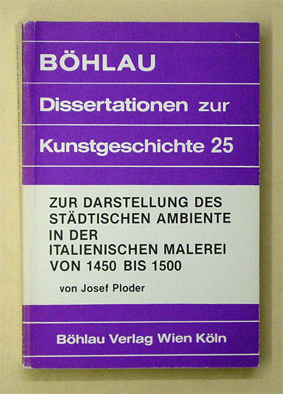 BÖHLAU
Dissertationen zur
Kunstgeschichte 25
ZUR DARSTELLUNG DES
STÄDTISCHEN AMBIENTE
IN DER
ITALIENISCHEN MALEREI
VON 1450 BIS 1500
von Josef Ploder
Böhlau Verlag Wien Köln